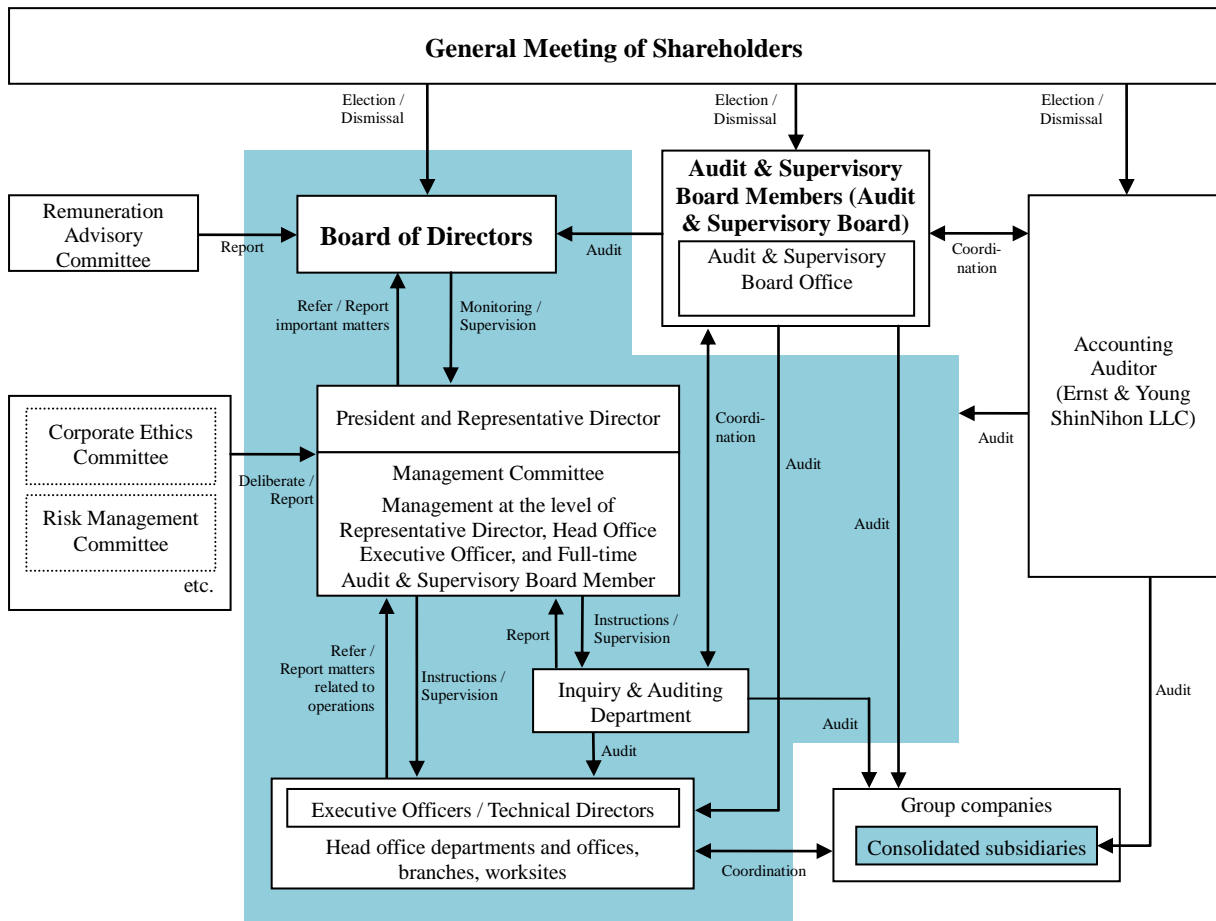 General Meeting of Shareholders
Election /
Dismissal
Election /
Dismissal
Election /
Dismissal
Remuneration
Advisory
Committee
Report
Board of Directors
Audit
Audit & Supervisory
Board Members (Audit
& Supervisory Board)
Audit & Supervisory
Board Office
Coordi-
nation
Refer / Report
important matters
Monitoring /
Supervision
Accounting
Auditor
(Ernst & Young
ShinNihon LLC)
Corporate Ethics
Committee
Risk Management
Committee
etc.
Deliberate /
Report
President and Representative Director
Management Committee
Management at the level of
Representative Director, Head Office
Executive Officer, and Full-time
Audit & Supervisory Board Member
Coordi-
nation
Audit
Audit
Audit
Refer /
Report matters
related to
operations
Instructions /
Supervision
Report
Instructions /
Supervision
Inquiry & Auditing
Department
Audit
Audit
Audit
Executive Officers / Technical Directors
Head office departments and offices,
branches, worksites
Coordination
Group companies
Consolidated subsidiaries